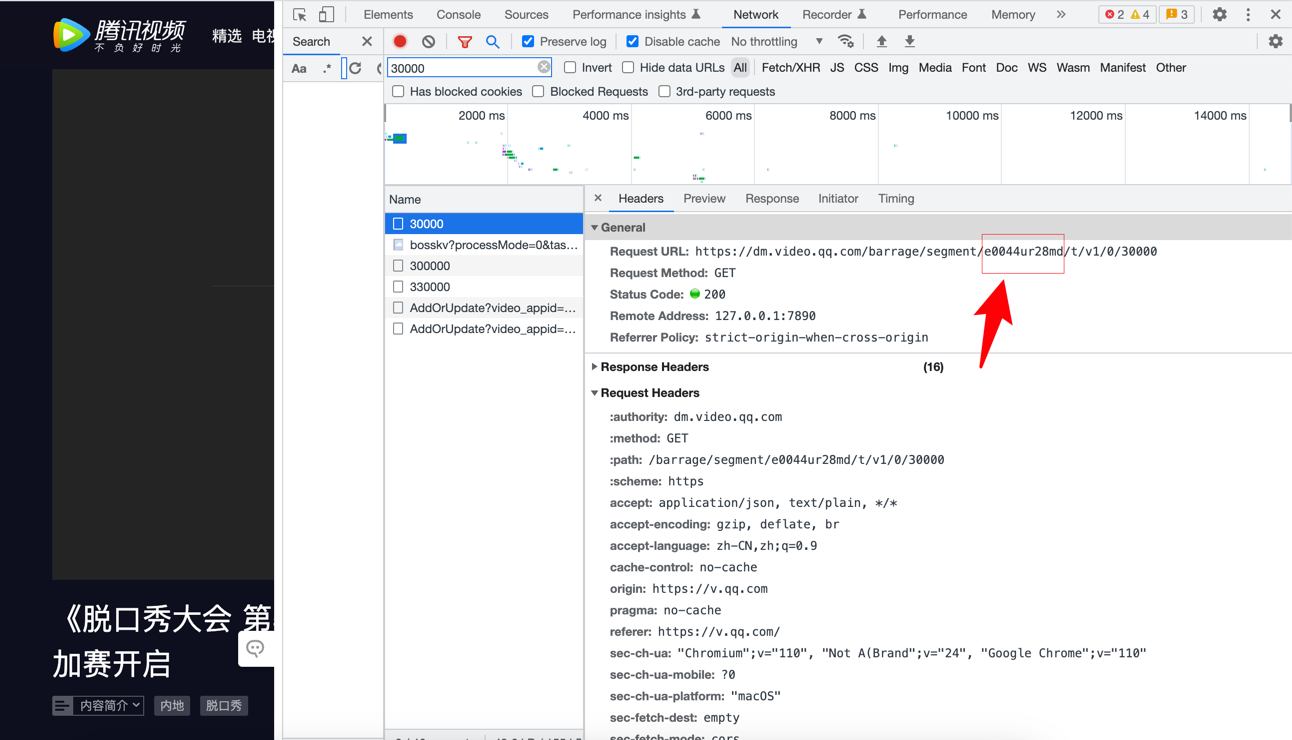 腾讯视频
不负好时光
精选 电视
Elements Console Sources Performance insights Network Recorder Performance Memory 2 4 3
Search
Preserve log Disable cache No throttling
Aa .*
30000 Invert Hide data URLs All Fetch/XHR JS CSS Img Media Font Doc WS Wasm Manifest Other
Has blocked cookies Blocked Requests 3rd-party requests
2000 ms 4000 ms 6000 ms 8000 ms 10000 ms 12000 ms 14000 ms
Name
30000
bosskv?processMode=0&tas…
300000
330000
AddOrUpdate?video_appid=…
AddOrUpdate?video_appid=…
Headers Preview Response Initiator Timing
General
Request URL: https://dm.video.qq.com/barrage/segment/e0044ur28md/t/v1/0/30000
Request Method: GET
Status Code: 200
Remote Address: 127.0.0.1:7890
Referrer Policy: strict-origin-when-cross-origin
Response Headers (16)
Request Headers
:authority: dm.video.qq.com
:method: GET
:path: /barrage/segment/e0044ur28md/t/v1/0/30000
:scheme: https
accept: application/json, text/plain, */*
accept-encoding: gzip, deflate, br
accept-language: zh-CN,zh;q=0.9
cache-control: no-cache
origin: https://v.qq.com
pragma: no-cache
referer: https://v.qq.com/
sec-ch-ua: "Chromium";v="110", "Not A(Brand";v="24", "Google Chrome";v="110"
sec-ch-ua-mobile: ?0
sec-ch-ua-platform: "macOS"
sec-fetch-dest: empty
sec-fetch-mode: cors
《脱口秀大会 第
加赛开启
内容简介 内地 脱口秀